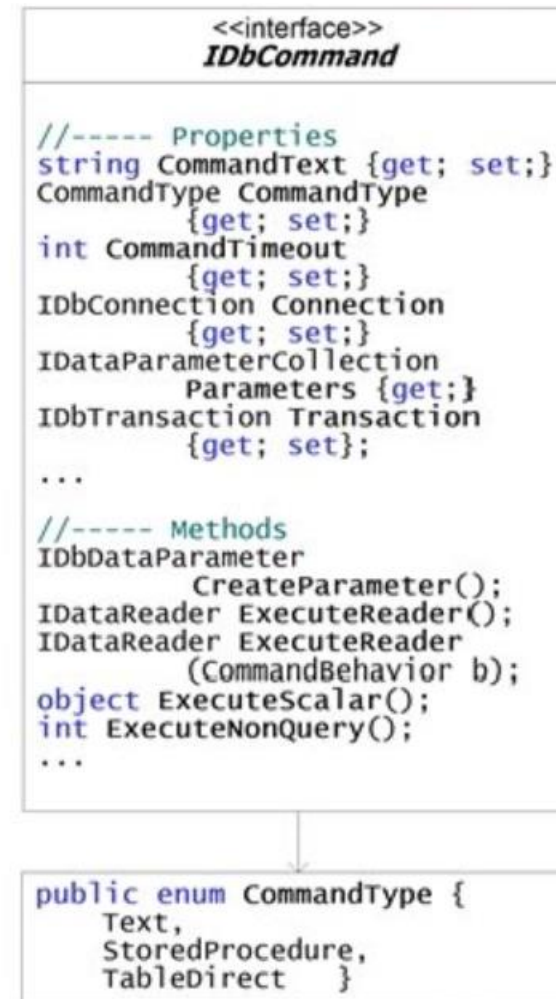 <<interface>>
IDbCommand
//----- Properties
string CommandText {get; set;}
CommandType CommandType
{get; set;}
int CommandTimeout
{get; set;}
IDbConnection Connection
{get; set;}
IDataParameterCollection
Parameters {get;}
IDbTransaction Transaction
{get; set};
...
//----- Methods
IDbDataParameter
CreateParameter();
IDataReader ExecuteReader();
IDataReader ExecuteReader
(CommandBehavior b);
object ExecuteScalar();
int ExecuteNonQuery();
...
public enum CommandType {
Text,
StoredProcedure,
TableDirect }